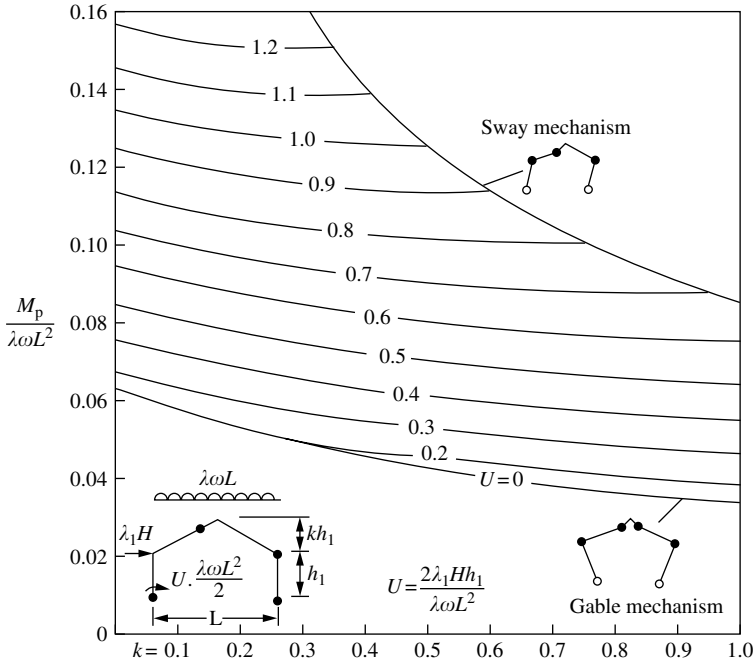 0.16
0.14
0.12
0.10
0.08
0.06
0.04
0.02
0
M_p / λωL²
1.2
1.1
1.0
0.9
0.8
0.7
0.6
0.5
0.4
0.3
0.2
U = 0
Sway mechanism
Gable mechanism
λωL
λ₁H
kh₁
h₁
U . λωL² / 2
L
U = 2λ₁Hh₁ / λωL²
k = 0.1 0.2 0.3 0.4 0.5 0.6 0.7 0.8 0.9 1.0